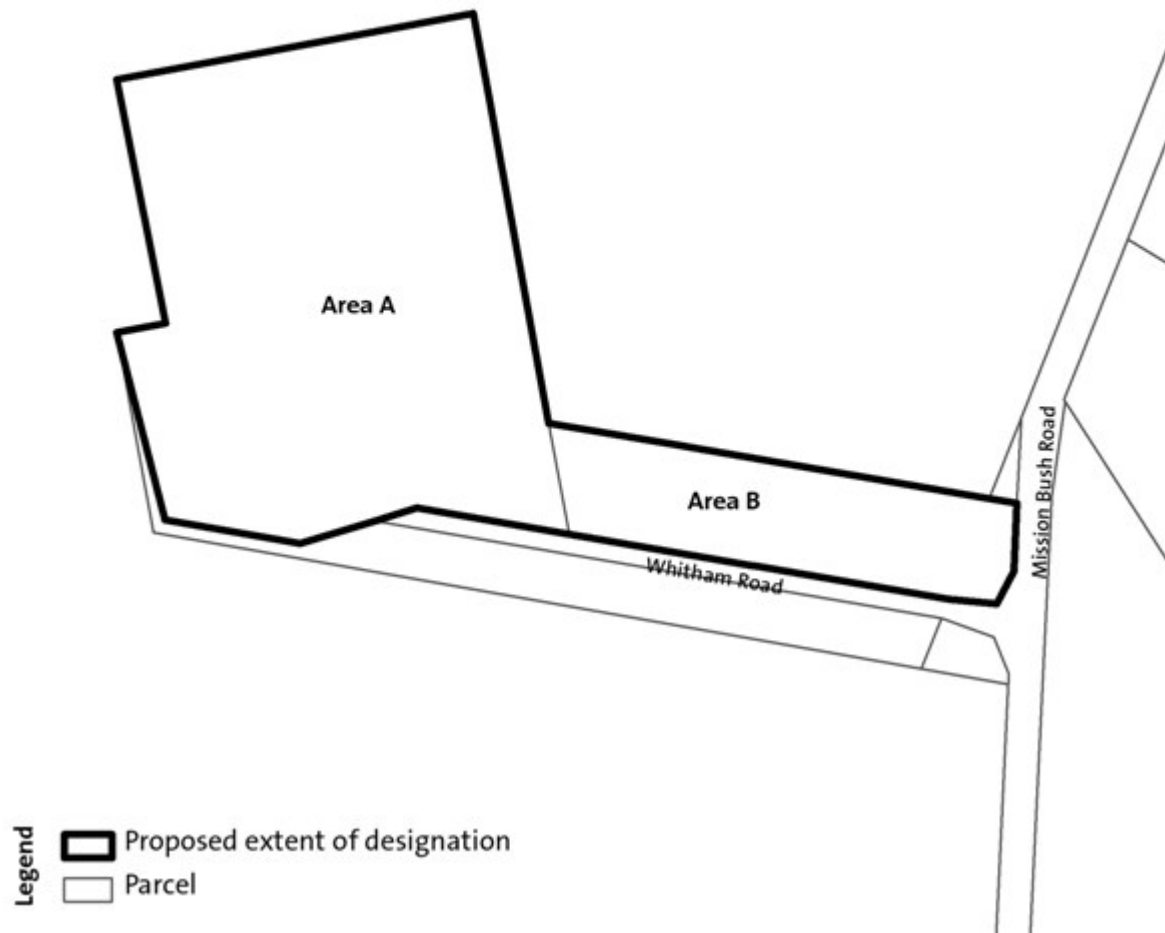 Area A
Area B
Whitham Road
Mission Bush Road
Legend
Proposed extent of designation
Parcel